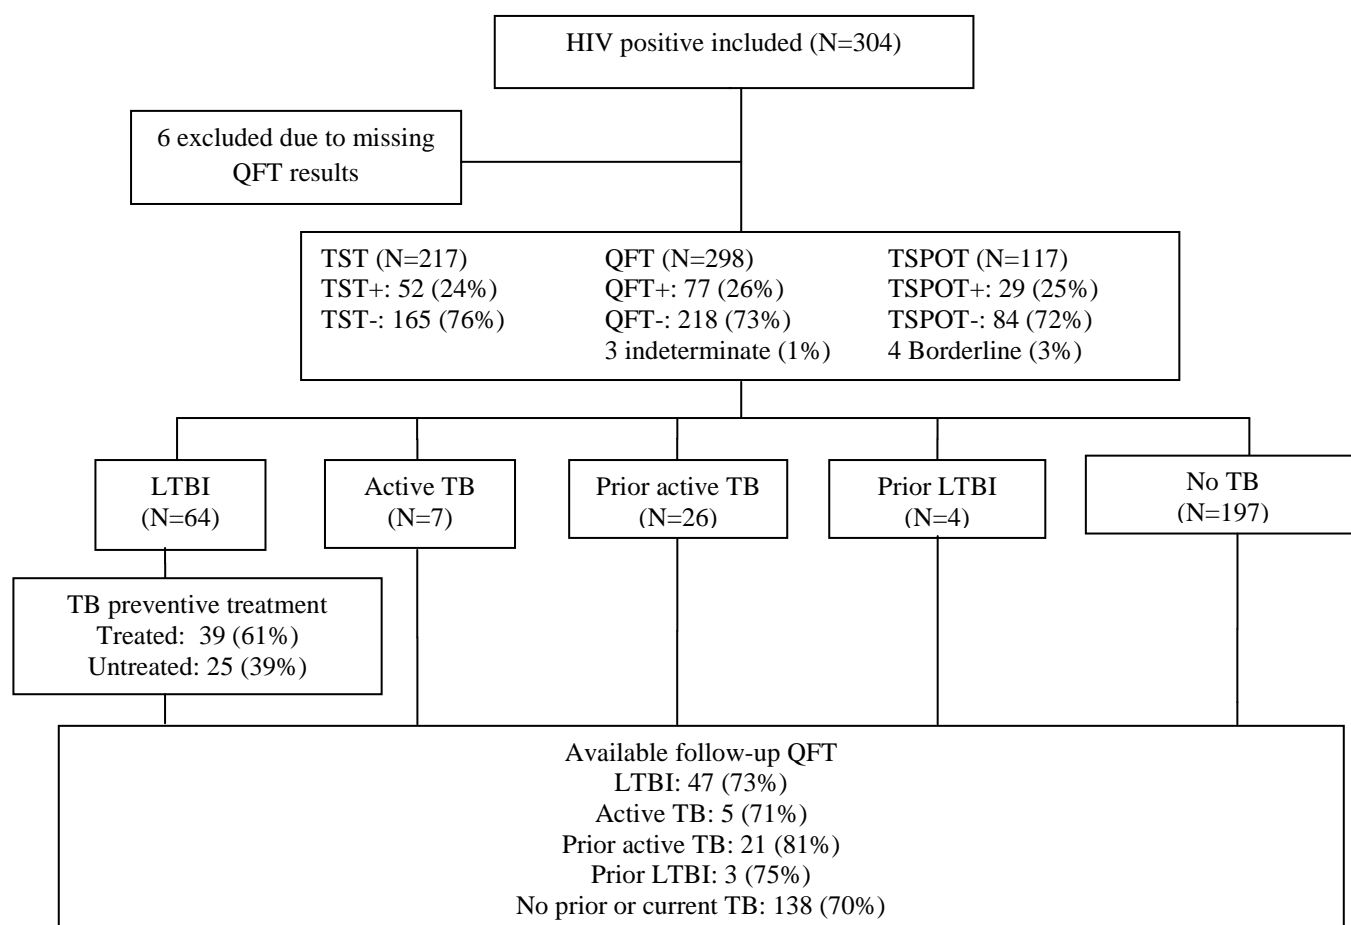 HIV positive included (N=304)
6 excluded due to missing
QFT results
TST (N=217)
TST+: 52 (24%)
TST-: 165 (76%)
QFT (N=298)
QFT+: 77 (26%)
QFT-: 218 (73%)
3 indeterminate (1%)
TSPOT (N=117)
TSPOT+: 29 (25%)
TSPOT-: 84 (72%)
4 Borderline (3%)
LTBI
(N=64)
Active TB
(N=7)
Prior active TB
(N=26)
Prior LTBI
(N=4)
No TB
(N=197)
TB preventive treatment
Treated:  39 (61%)
Untreated: 25 (39%)
Available follow-up QFT
LTBI: 47 (73%)
Active TB: 5 (71%)
Prior active TB: 21 (81%)
Prior LTBI: 3 (75%)
No prior or current TB: 138 (70%)